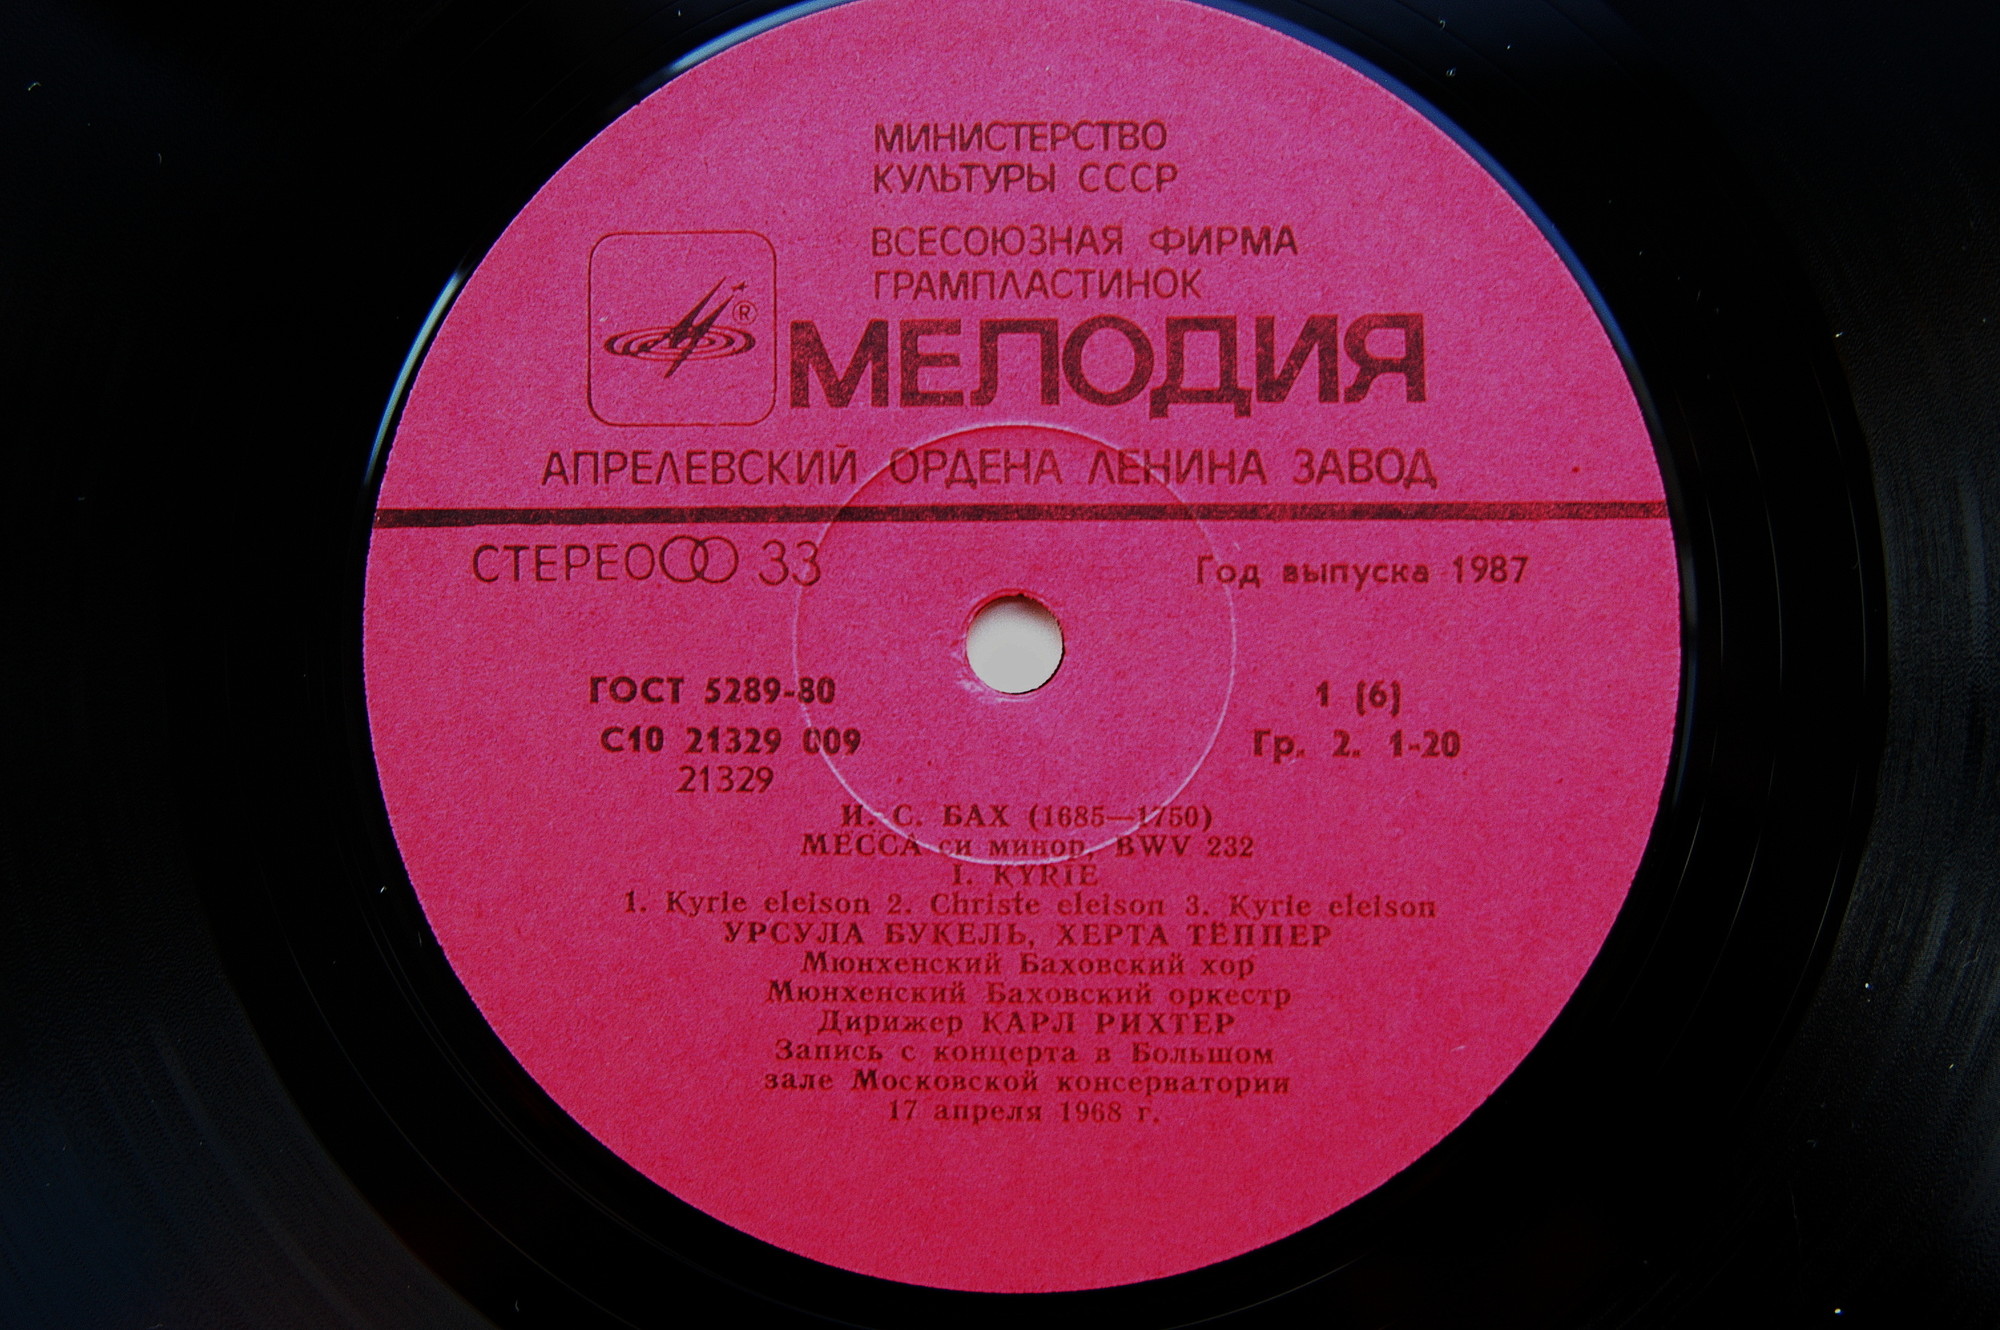 МИНИСТЕРСТВО
КУЛЬТУРЫ СССР
ВСЕСОЮЗНАЯ ФИРМА
ГРАМПЛАСТИНОК
®
МЕЛОДИЯ
АПРЕЛЕВСКИЙ ОРДЕНА ЛЕНИНА ЗАВОД
СТЕРЕО 33
Год выпуска 1987
ГОСТ 5289-80
1 (6)
С10 21329 009
Гр. 2. 1-20
21329
И. С. БАХ (1685—1750)
МЕССА си минор, BWV 232
I. KYRIE
1. Kyrie eleison 2. Christe eleison 3. Kyrie eleison
УРСУЛА БУКЕЛЬ, ХЕРТА ТЁППЕР
Мюнхенский Баховский хор
Мюнхенский Баховский оркестр
Дирижер КАРЛ РИХТЕР
Запись с концерта в Большом
зале Московской консерватории
17 апреля 1968 г.